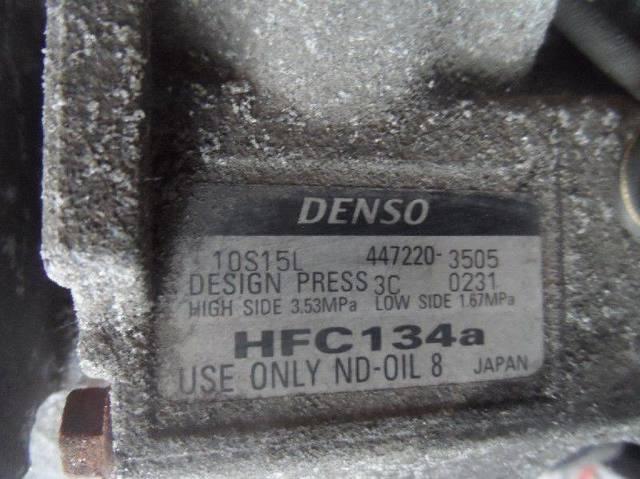 DENSO
10S15L 447220-3505
DESIGN PRESS 3C 0231
HIGH SIDE 3.53MPa LOW SIDE 1.67MPa
HFC134a
USE ONLY ND-OIL 8 JAPAN